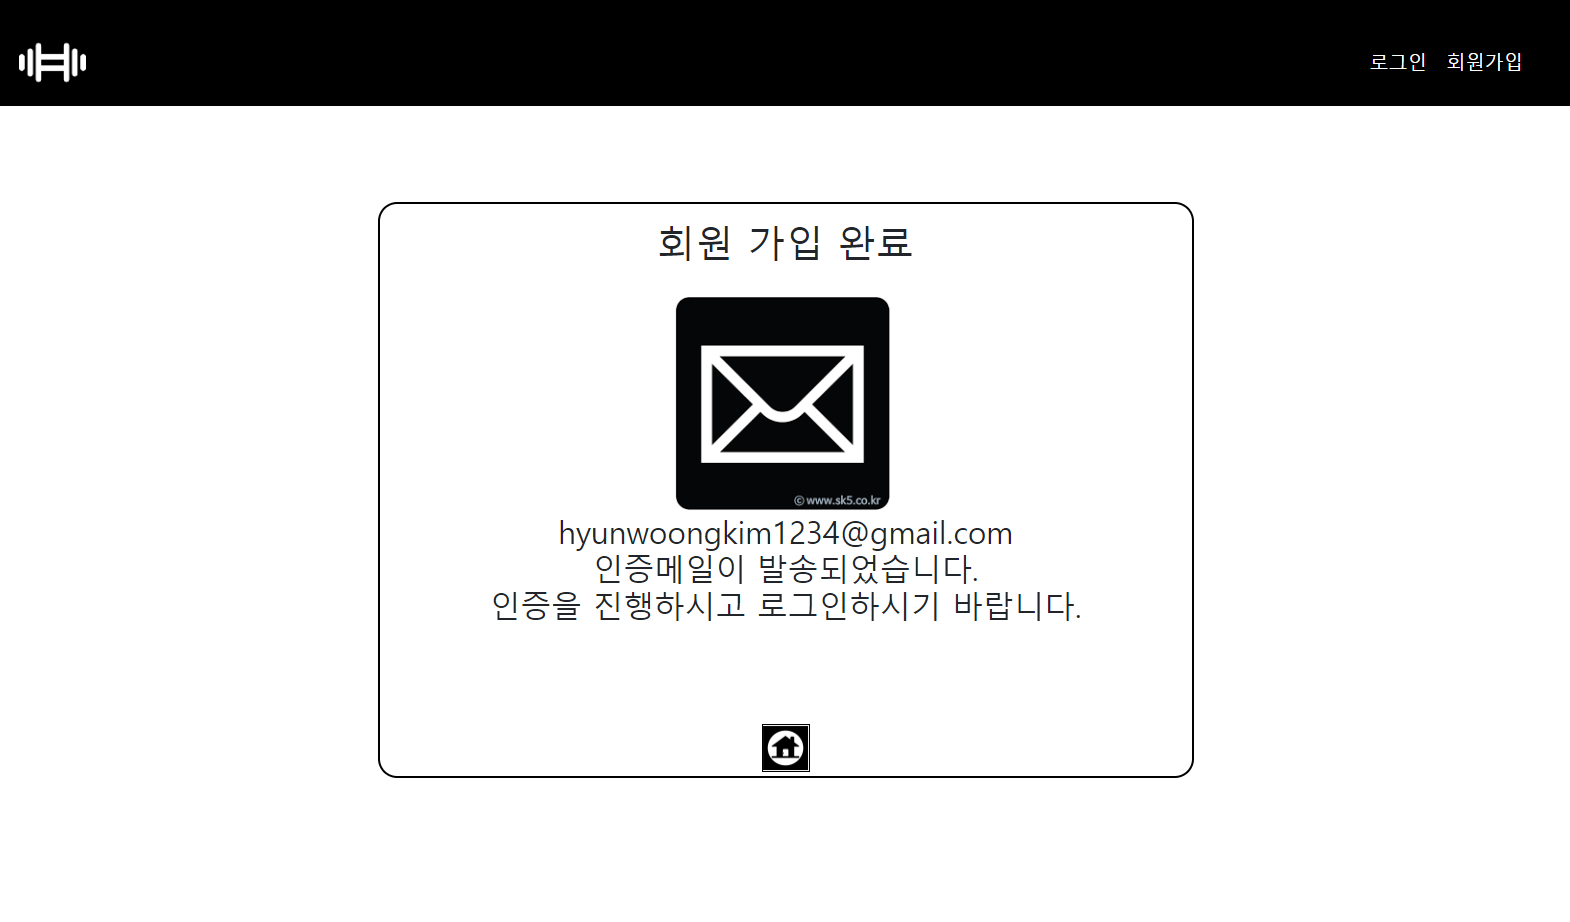 로그인 회원가입
회원 가입 완료
© www.sk5.co.kr
hyunwoongkim1234@gmail.com
인증메일이 발송되었습니다.
인증을 진행하시고 로그인하시기 바랍니다.